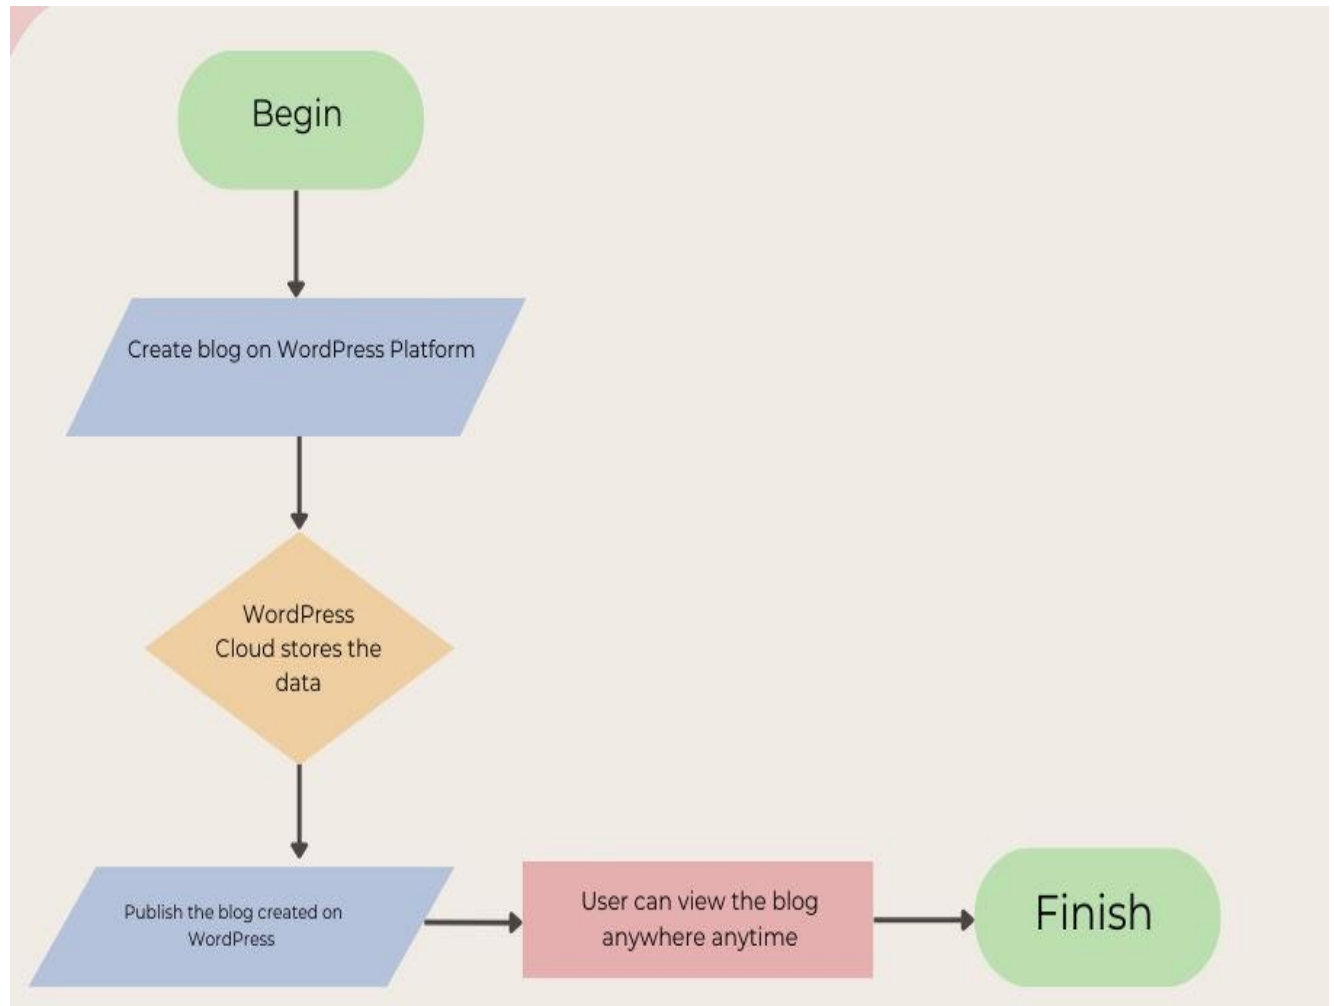 Begin
Create blog on WordPress Platform
WordPress
Cloud stores the
data
Publish the blog created on
WordPress
User can view the blog
anywhere anytime
Finish